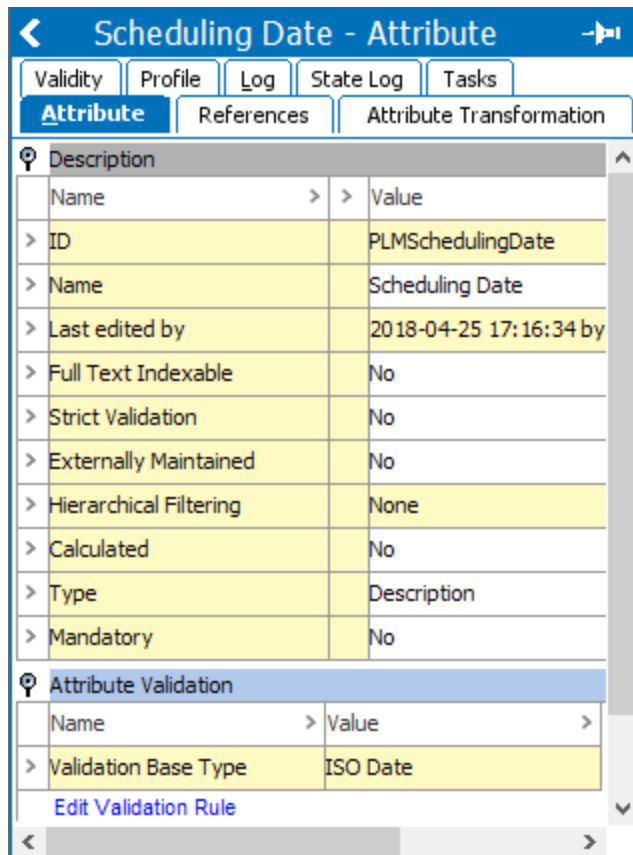 Scheduling Date - Attribute
Validity Profile Log State Log Tasks
Attribute References Attribute Transformation
Description
Name > > Value
> ID PLMSchedulingDate
> Name Scheduling Date
> Last edited by 2018-04-25 17:16:34 by
> Full Text Indexable No
> Strict Validation No
> Externally Maintained No
> Hierarchical Filtering None
> Calculated No
> Type Description
> Mandatory No
Attribute Validation
Name > Value >
> Validation Base Type ISO Date
Edit Validation Rule